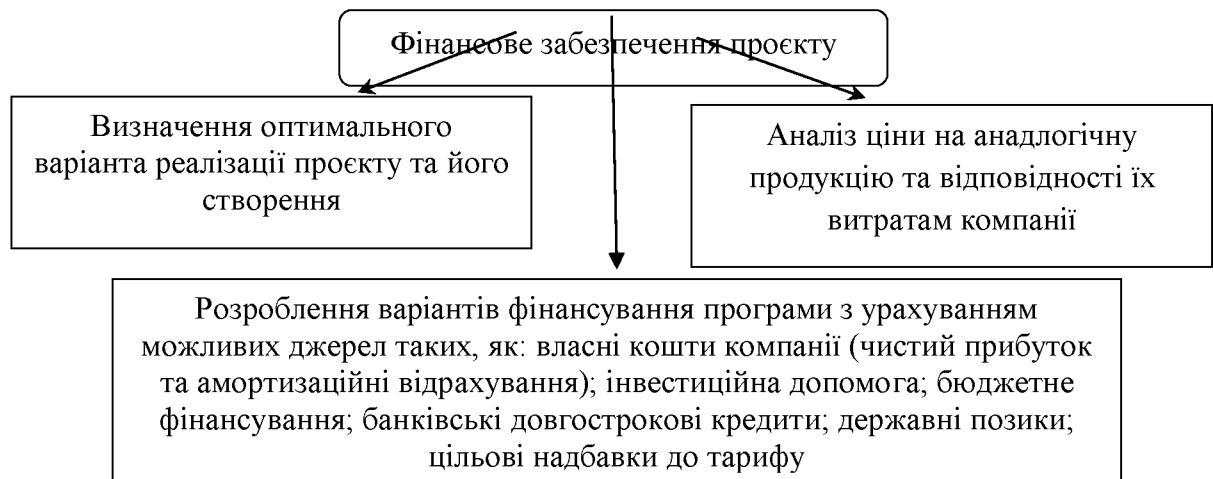 Фінансове забезпечення проєкту
Визначення оптимального
варіанта реалізації проєкту та його
створення
Аналіз ціни на анадлогічну
продукцію та відповідності їх
витратам компанії
Розроблення варіантів фінансування програми з урахуванням
можливих джерел таких, як: власні кошти компанії (чистий прибуток
та амортизаційні відрахування); інвестиційна допомога; бюджетне
фінансування; банківські довгострокові кредити; державні позики;
цільові надбавки до тарифу